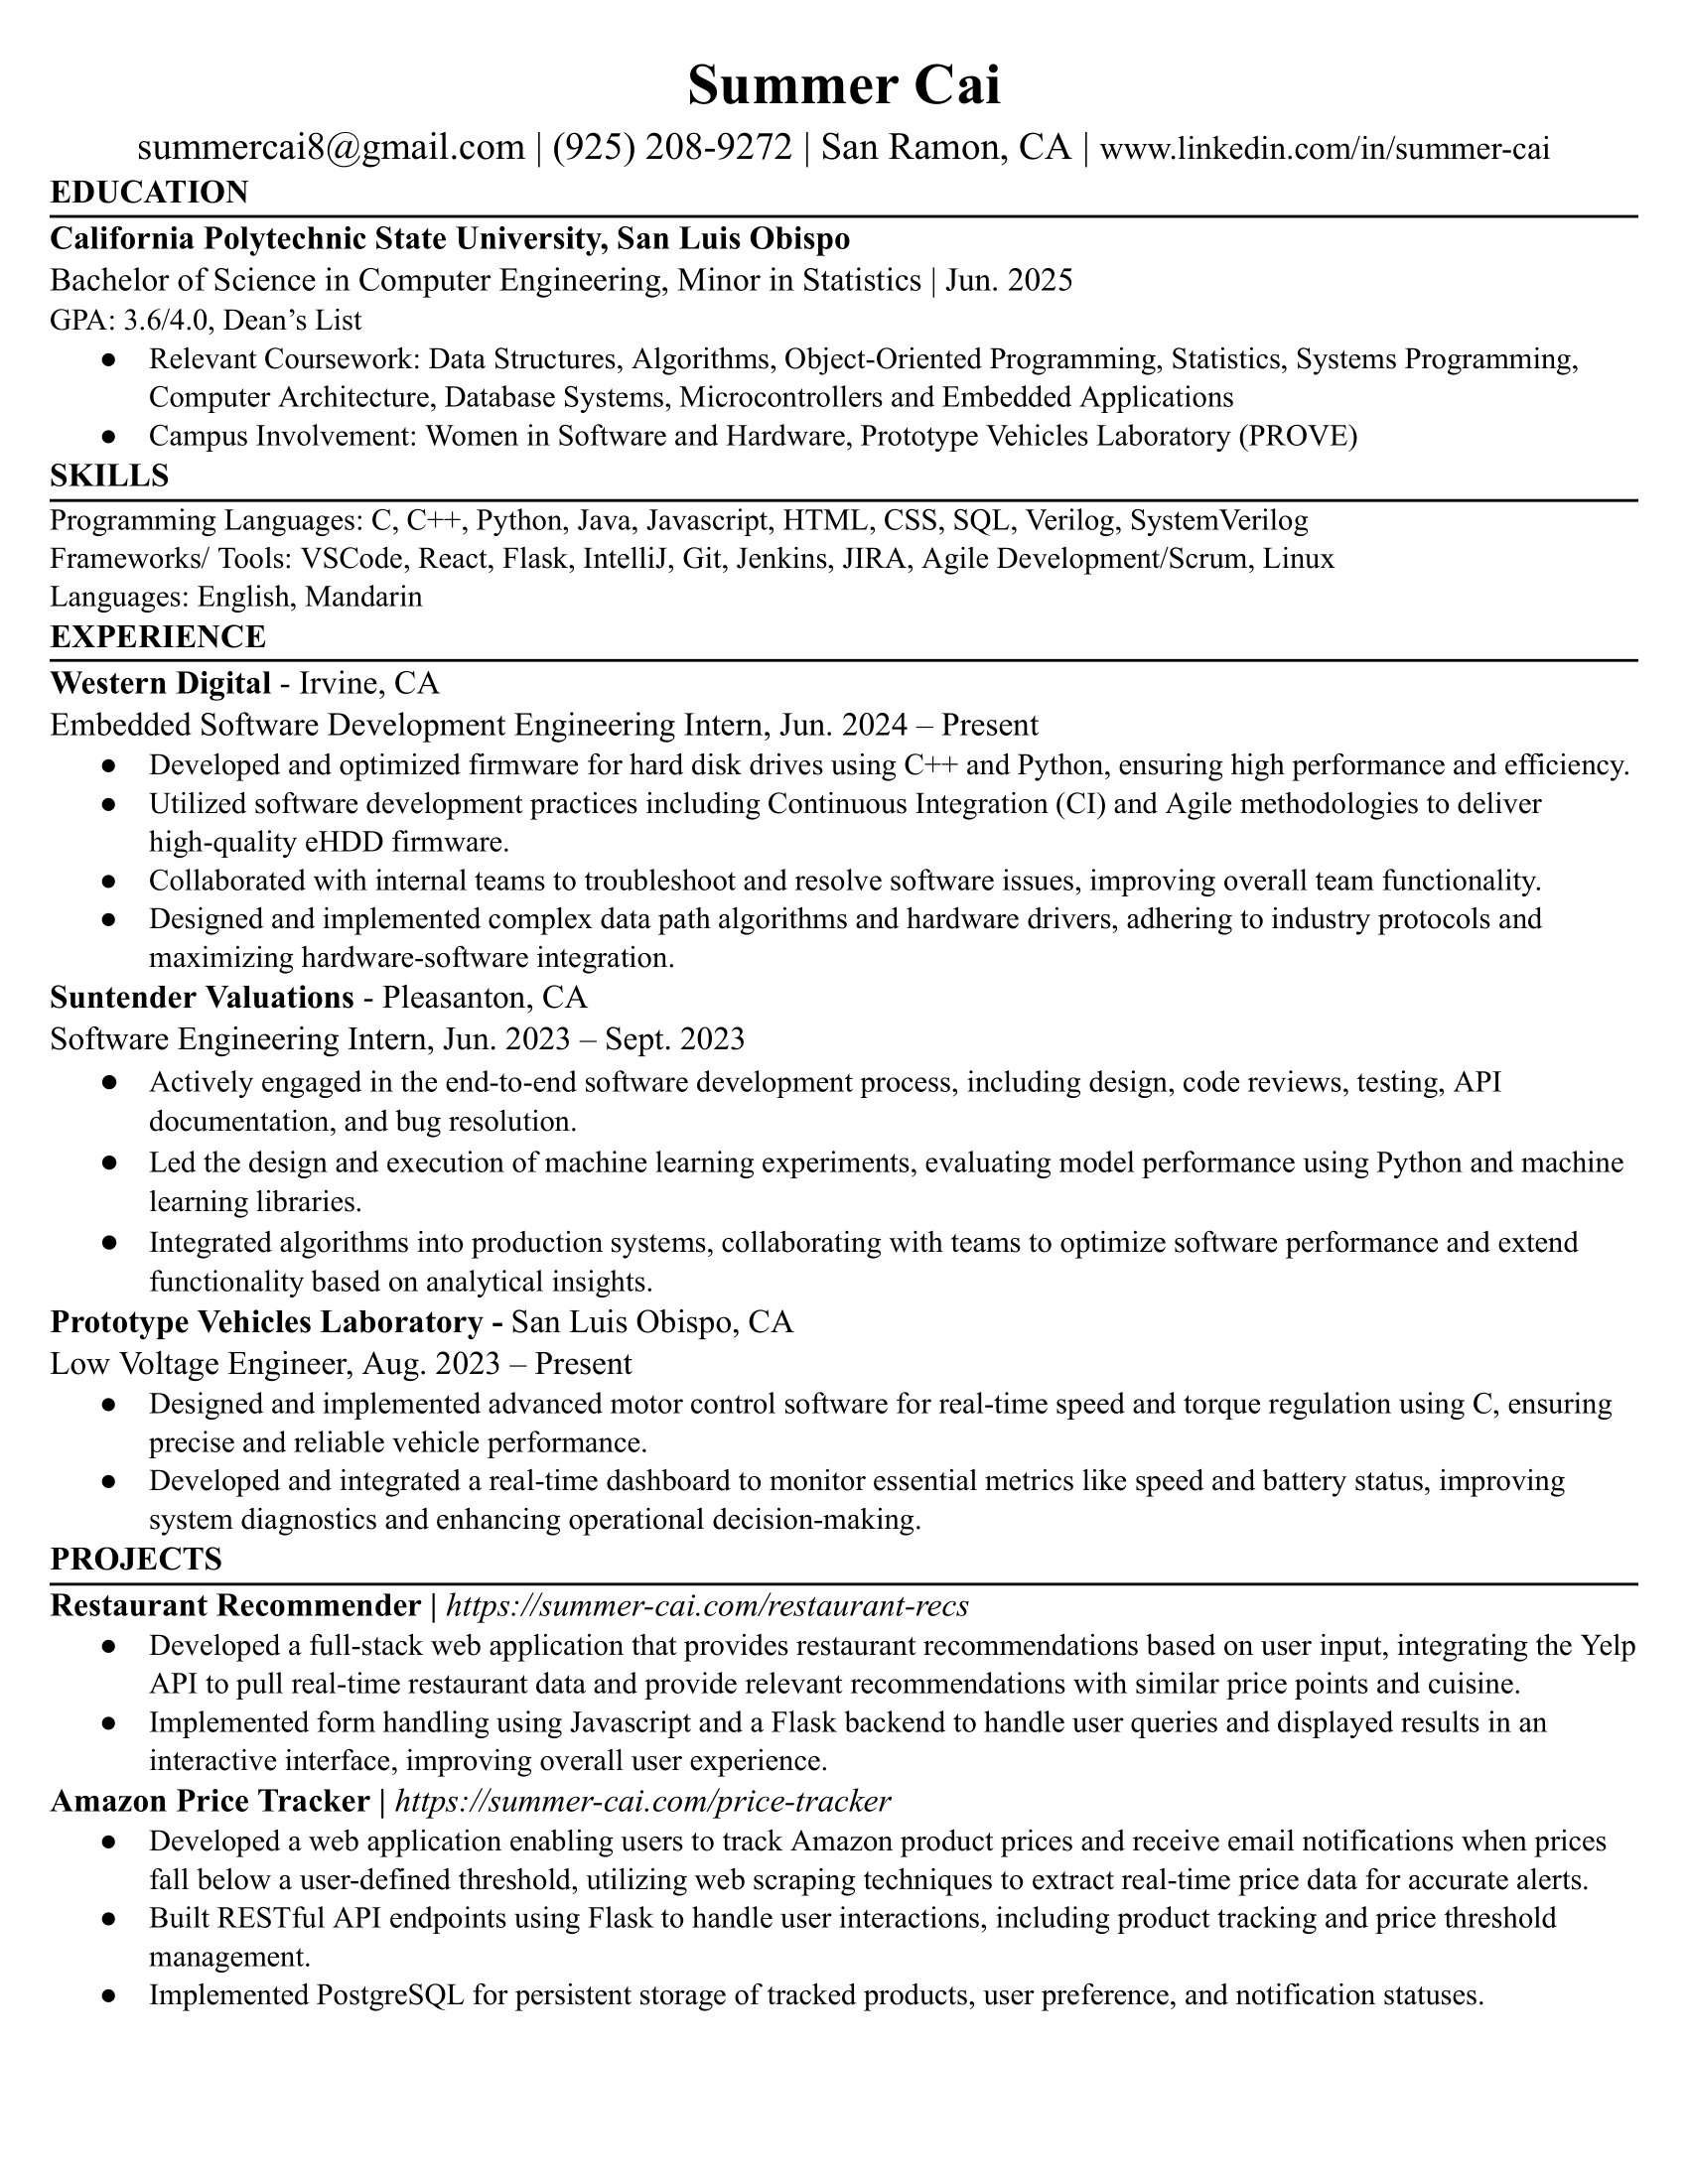 Summer Cai
summercai8@gmail.com | (925) 208-9272 | San Ramon, CA | www.linkedin.com/in/summer-cai
EDUCATION
California Polytechnic State University, San Luis Obispo
Bachelor of Science in Computer Engineering, Minor in Statistics | Jun. 2025
GPA: 3.6/4.0, Dean’s List
● Relevant Coursework: Data Structures, Algorithms, Object-Oriented Programming, Statistics, Systems Programming,
Computer Architecture, Database Systems, Microcontrollers and Embedded Applications
● Campus Involvement: Women in Software and Hardware, Prototype Vehicles Laboratory (PROVE)
SKILLS
Programming Languages: C, C++, Python, Java, Javascript, HTML, CSS, SQL, Verilog, SystemVerilog
Frameworks/ Tools: VSCode, React, Flask, IntelliJ, Git, Jenkins, JIRA, Agile Development/Scrum, Linux
Languages: English, Mandarin
EXPERIENCE
Western Digital - Irvine, CA
Embedded Software Development Engineering Intern, Jun. 2024 – Present
● Developed and optimized firmware for hard disk drives using C++ and Python, ensuring high performance and efficiency.
● Utilized software development practices including Continuous Integration (CI) and Agile methodologies to deliver
high-quality eHDD firmware.
● Collaborated with internal teams to troubleshoot and resolve software issues, improving overall team functionality.
● Designed and implemented complex data path algorithms and hardware drivers, adhering to industry protocols and
maximizing hardware-software integration.
Suntender Valuations - Pleasanton, CA
Software Engineering Intern, Jun. 2023 – Sept. 2023
● Actively engaged in the end-to-end software development process, including design, code reviews, testing, API
documentation, and bug resolution.
● Led the design and execution of machine learning experiments, evaluating model performance using Python and machine
learning libraries.
● Integrated algorithms into production systems, collaborating with teams to optimize software performance and extend
functionality based on analytical insights.
Prototype Vehicles Laboratory - San Luis Obispo, CA
Low Voltage Engineer, Aug. 2023 – Present
● Designed and implemented advanced motor control software for real-time speed and torque regulation using C, ensuring
precise and reliable vehicle performance.
● Developed and integrated a real-time dashboard to monitor essential metrics like speed and battery status, improving
system diagnostics and enhancing operational decision-making.
PROJECTS
Restaurant Recommender | https://summer-cai.com/restaurant-recs
● Developed a full-stack web application that provides restaurant recommendations based on user input, integrating the Yelp
API to pull real-time restaurant data and provide relevant recommendations with similar price points and cuisine.
● Implemented form handling using Javascript and a Flask backend to handle user queries and displayed results in an
interactive interface, improving overall user experience.
Amazon Price Tracker | https://summer-cai.com/price-tracker
● Developed a web application enabling users to track Amazon product prices and receive email notifications when prices
fall below a user-defined threshold, utilizing web scraping techniques to extract real-time price data for accurate alerts.
● Built RESTful API endpoints using Flask to handle user interactions, including product tracking and price threshold
management.
● Implemented PostgreSQL for persistent storage of tracked products, user preference, and notification statuses.